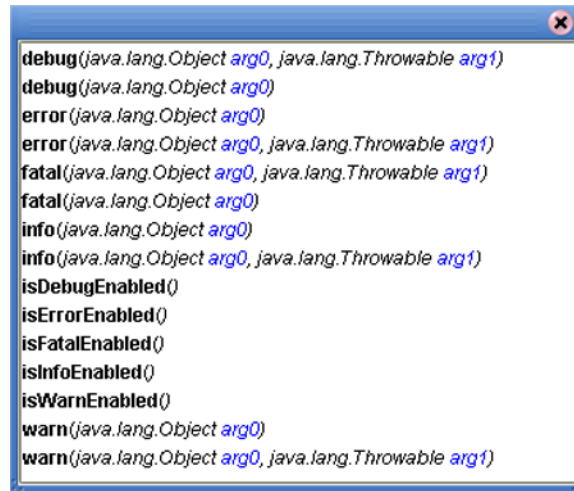 debug(java.lang.Object arg0, java.lang.Throwable arg1)
debug(java.lang.Object arg0)
error(java.lang.Object arg0)
error(java.lang.Object arg0, java.lang.Throwable arg1)
fatal(java.lang.Object arg0, java.lang.Throwable arg1)
fatal(java.lang.Object arg0)
info(java.lang.Object arg0)
info(java.lang.Object arg0, java.lang.Throwable arg1)
isDebugEnabled()
isErrorEnabled()
isFatalEnabled()
isInfoEnabled()
isWarnEnabled()
warn(java.lang.Object arg0)
warn(java.lang.Object arg0, java.lang.Throwable arg1)